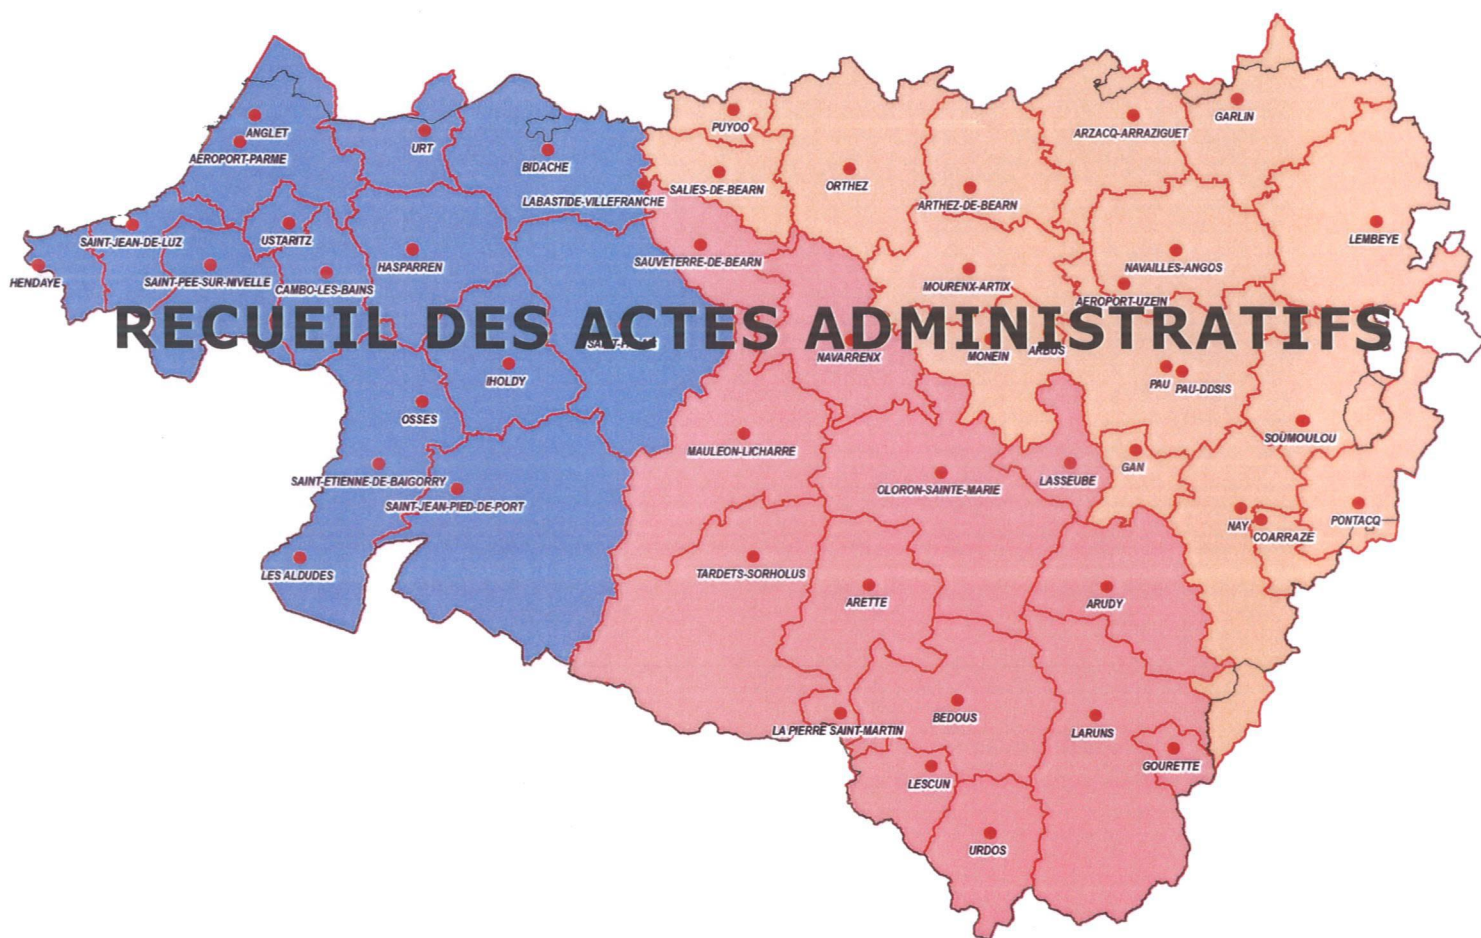 GARLIN
PUYOO
ANGLET
ARZACQ-ARRAZIGUET
URT
AEROPORT-PARME
BIDACHE
SALIES-DE-BEARN
ORTHEZ
LABASTIDE-VILLEFRANCHE
ARTHEZ-DE-BEARN
LEMBEYE
SAINT-JEAN-DE-LUZ
USTARITZ
HASPARREN
SAUVETERRE-DE-BEARN
NAVAILLES-ANGOS
HENDAYE
SAINT-PEE-SUR-NIVELLE
CAMBO-LES-BAINS
MOURENX-ARTIX
AEROPORT-UZEIN
RECUEIL DES ACTES ADMINISTRATIFS
NAVARRENX
MONEIN
ARBUS
IHOLDY
PAU
PAU-DDSIS
OSSES
SOUMOULOU
MAULEON-LICHARRE
GAN
SAINT-ETIENNE-DE-BAIGORRY
OLORON-SAINTE-MARIE
LASSEUBE
SAINT-JEAN-PIED-DE-PORT
NAY
PONTACQ
COARRAZE
LES ALDUDES
TARDETS-SORHOLUS
ARETTE
ARUDY
BEDOUS
LA PIERRE SAINT-MARTIN
LARUNS
GOURETTE
LESCUN
URDOS